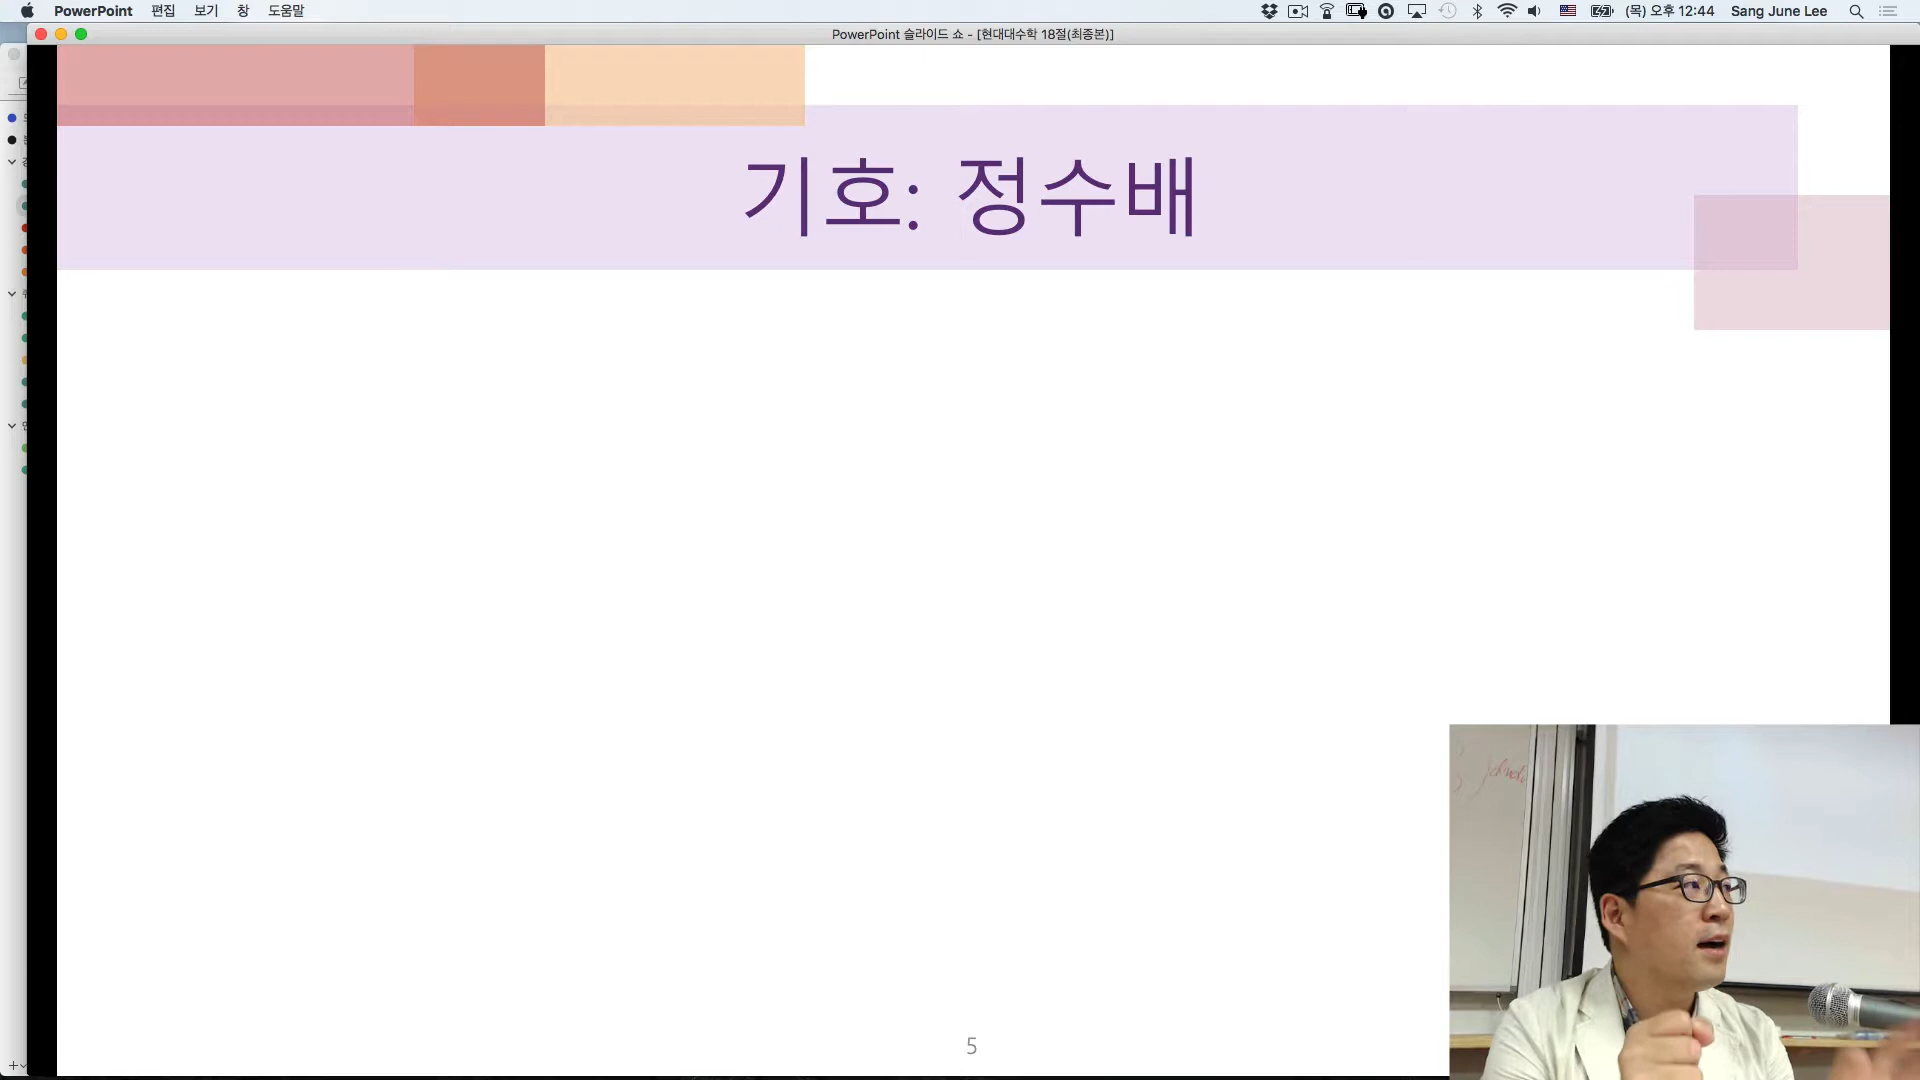 PowerPoint 편집 보기 창 도움말 (목) 오후 12:44 Sang June Lee
PowerPoint 슬라이드 쇼 - [현대대수학 18절(최종본)]
기호: 정수배
5